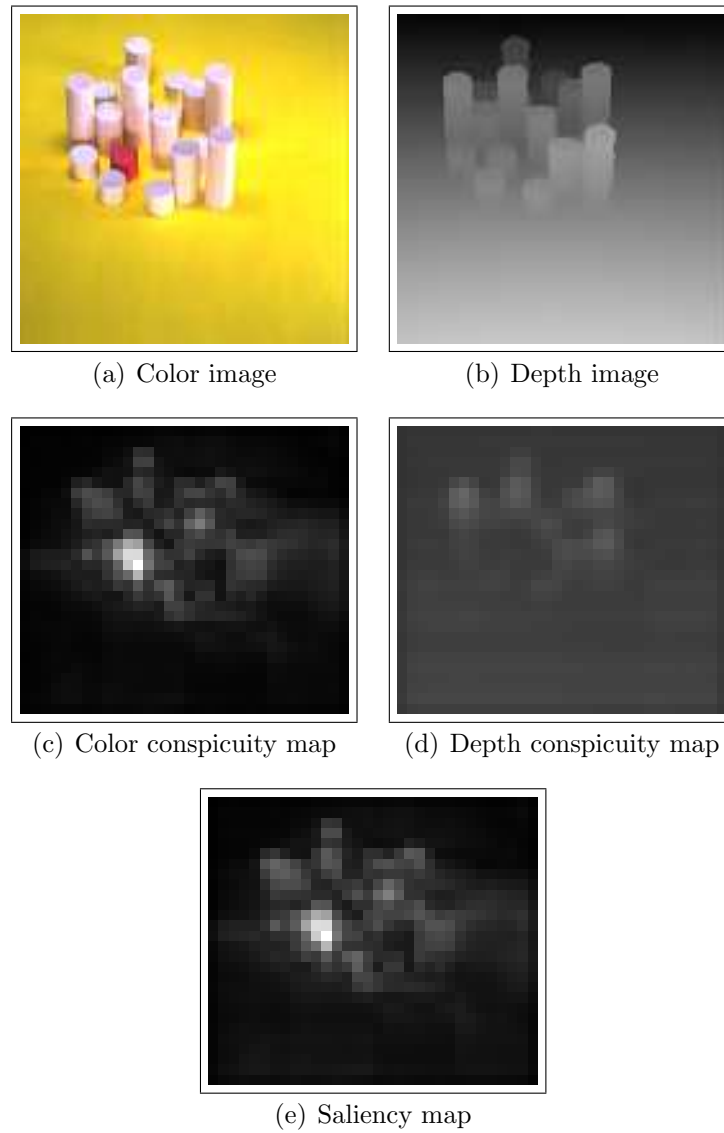 (a) Color image
(b) Depth image
(c) Color conspicuity map
(d) Depth conspicuity map
(e) Saliency map